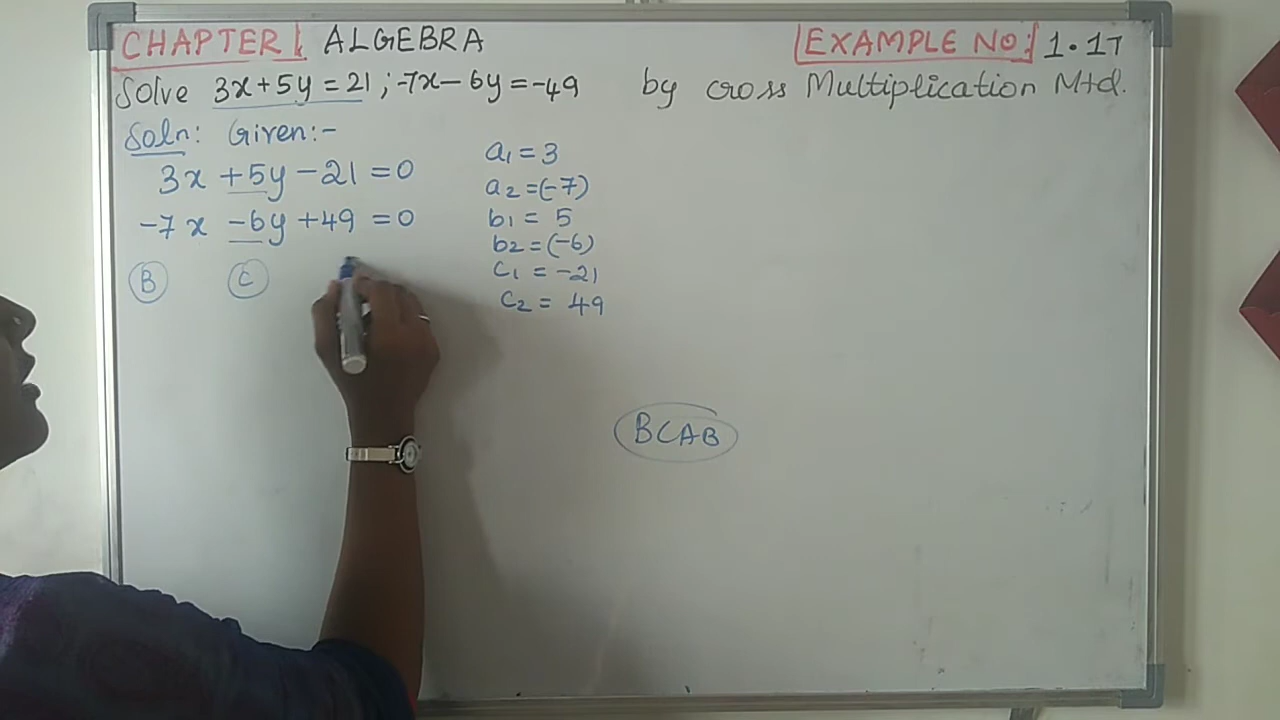 CHAPTER 1. ALGEBRA EXAMPLE NO: 1.17
Solve 3x+5y=21; -7x-6y=-49 by cross Multiplication Mtd.
Soln: Given:-
3x +5y -21 =0
-7x -6y +49 =0
B C
a₁ = 3
a₂ =(-7)
b₁ = 5
b₂ =(-6)
c₁ = -21
c₂ = 49
BCAB